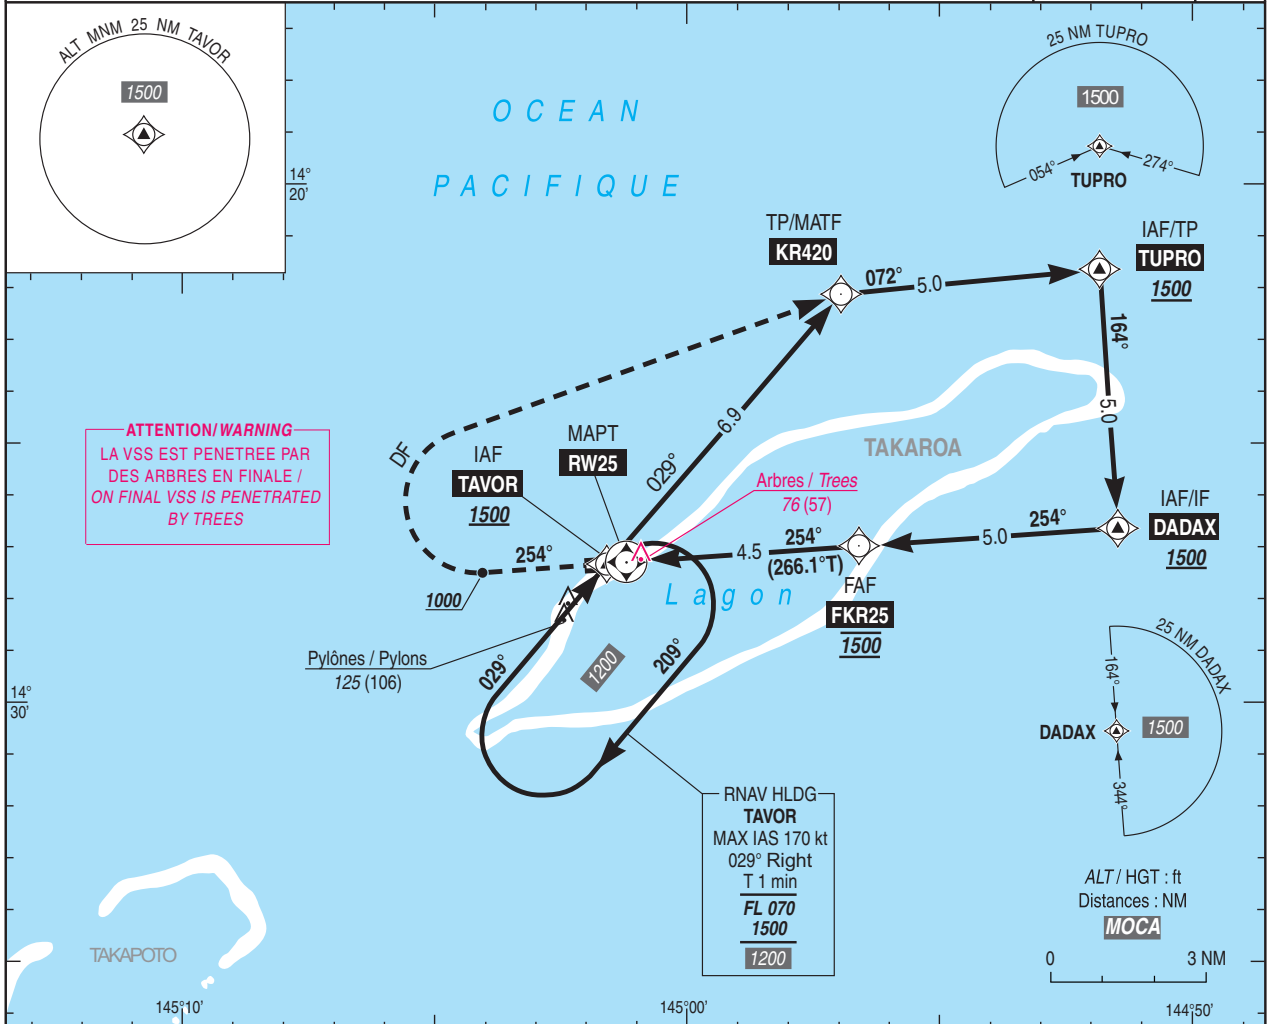 ALT MNM 25 NM TAVOR
1500
25 NM TUPRO
1500
054°
274°
TUPRO
OCEAN
PACIFIQUE
14°
20'
TP/MATF
KR420
072°
5.0
IAF/TP
TUPRO
1500
164°
5.0
6.9
029°
TAKAROA
ATTENTION/WARNING
LA VSS EST PENETREE PAR
DES ARBRES EN FINALE /
ON FINAL VSS IS PENETRATED
BY TREES
DF
IAF
TAVOR
1500
MAPT
RW25
Arbres / Trees
76 (57)
254°
1000
4.5
254°
(266.1°T)
5.0
254°
IAF/IF
DADAX
1500
FAF
FKR25
1500
Lagon
Pylônes / Pylons
125 (106)
029°
1200
209°
14°
30'
25 NM DADAX
164°
DADAX
1500
344°
RNAV HLDG
TAVOR
MAX IAS 170 kt
029° Right
T 1 min
FL 070
1500
1200
ALT / HGT : ft
Distances : NM
MOCA
0
3 NM
TAKAPOTO
145°10'
145°00'
144°50'